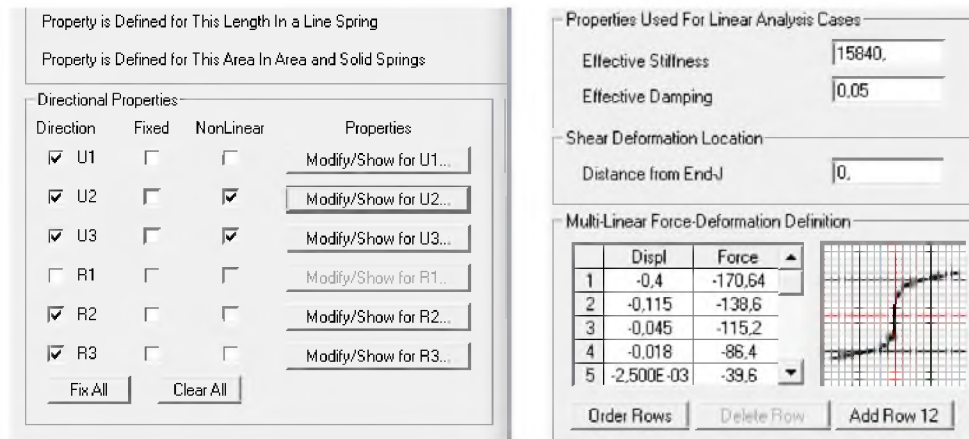 Property is Defined for This Length In a Line Spring
Property is Defined for This Area In Area and Solid Springs
Directional Properties
Direction Fixed NonLinear Properties
U1 Modify/Show for U1...
U2 Modify/Show for U2...
U3 Modify/Show for U3...
R1 Modify/Show for R1...
R2 Modify/Show for R2...
R3 Modify/Show for R3...
Fix All Clear All
Properties Used For Linear Analysis Cases
Effective Stiffness 15840,
Effective Damping 0,05
Shear Deformation Location
Distance from End-J 0,
Multi-Linear Force-Deformation Definition
Displ Force
1 -0,4 -170,64
2 -0,115 -138,6
3 -0,045 -115,2
4 -0,018 -86,4
5 -2,500E-03 -39,6
Order Rows Delete Row Add Row 12